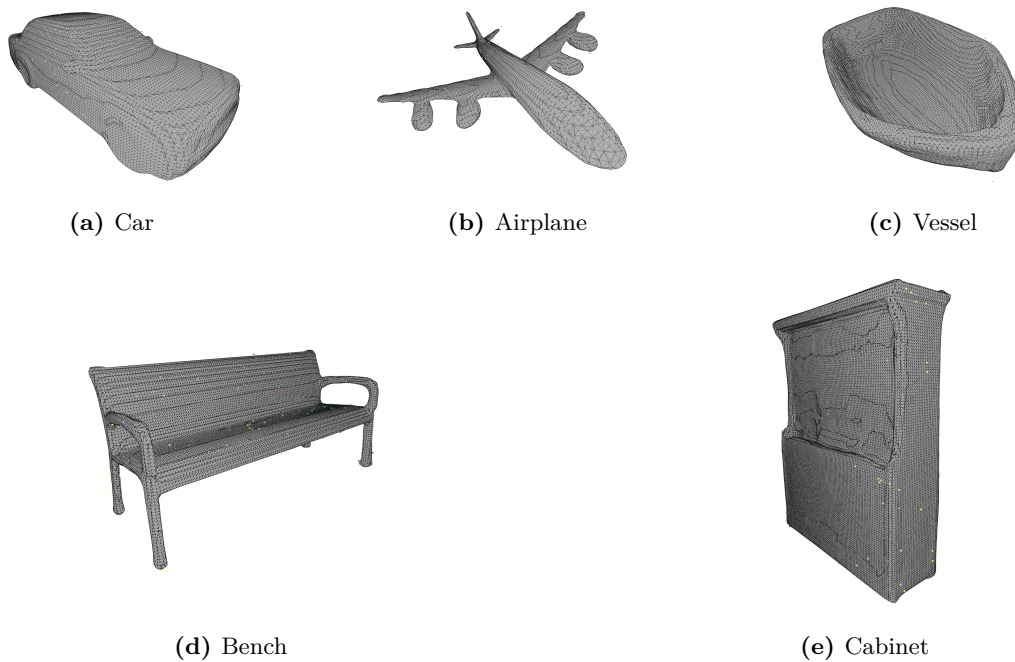 (a) Car
(b) Airplane
(c) Vessel
(d) Bench
(e) Cabinet